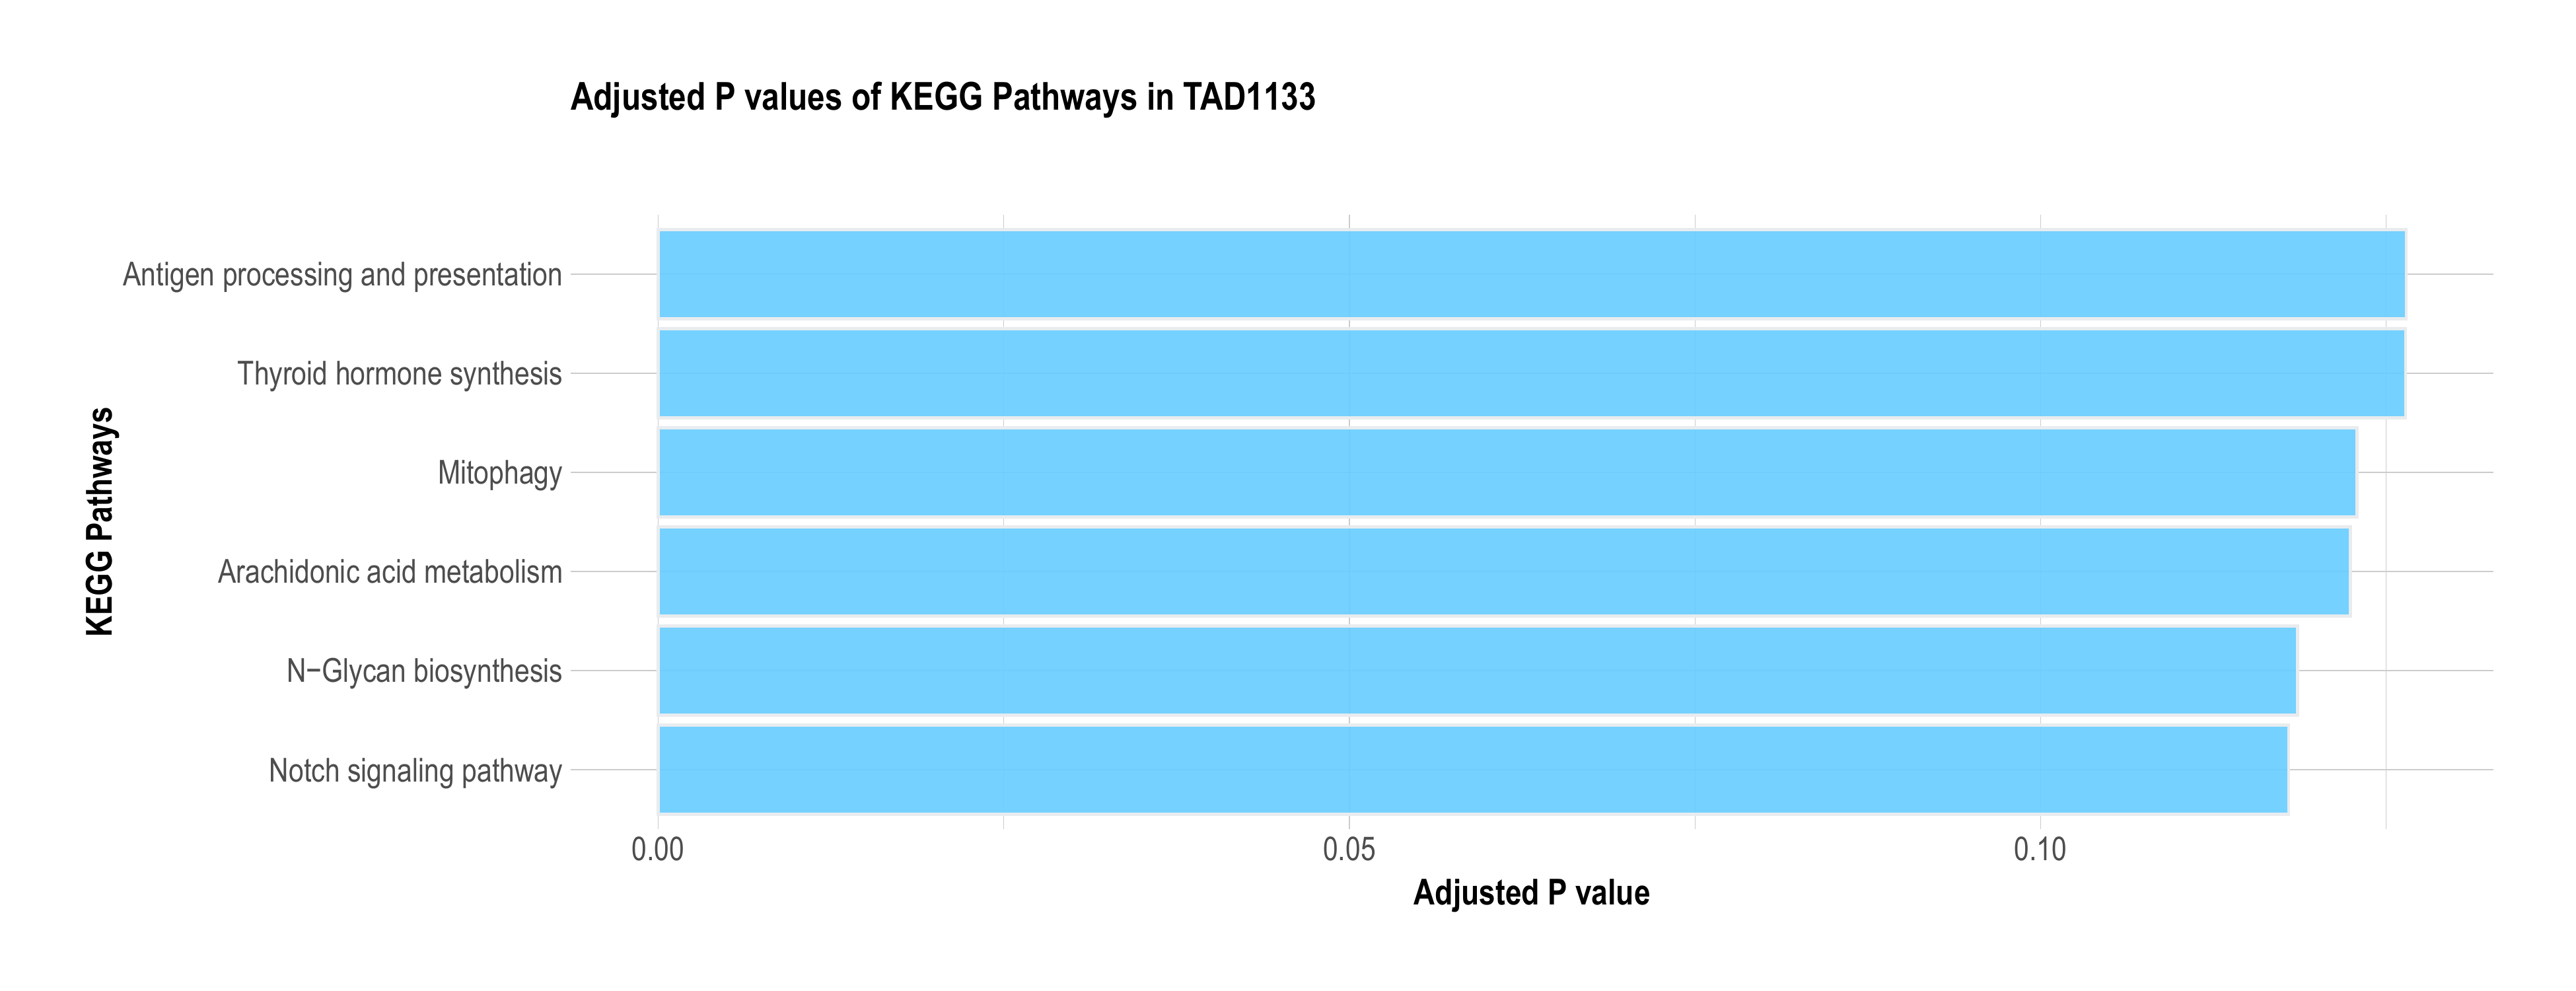 Adjusted P values of KEGG Pathways in TAD1133
KEGG Pathways
Antigen processing and presentation
Thyroid hormone synthesis
Mitophagy
Arachidonic acid metabolism
N−Glycan biosynthesis
Notch signaling pathway
0.00 0.05 0.10
Adjusted P value